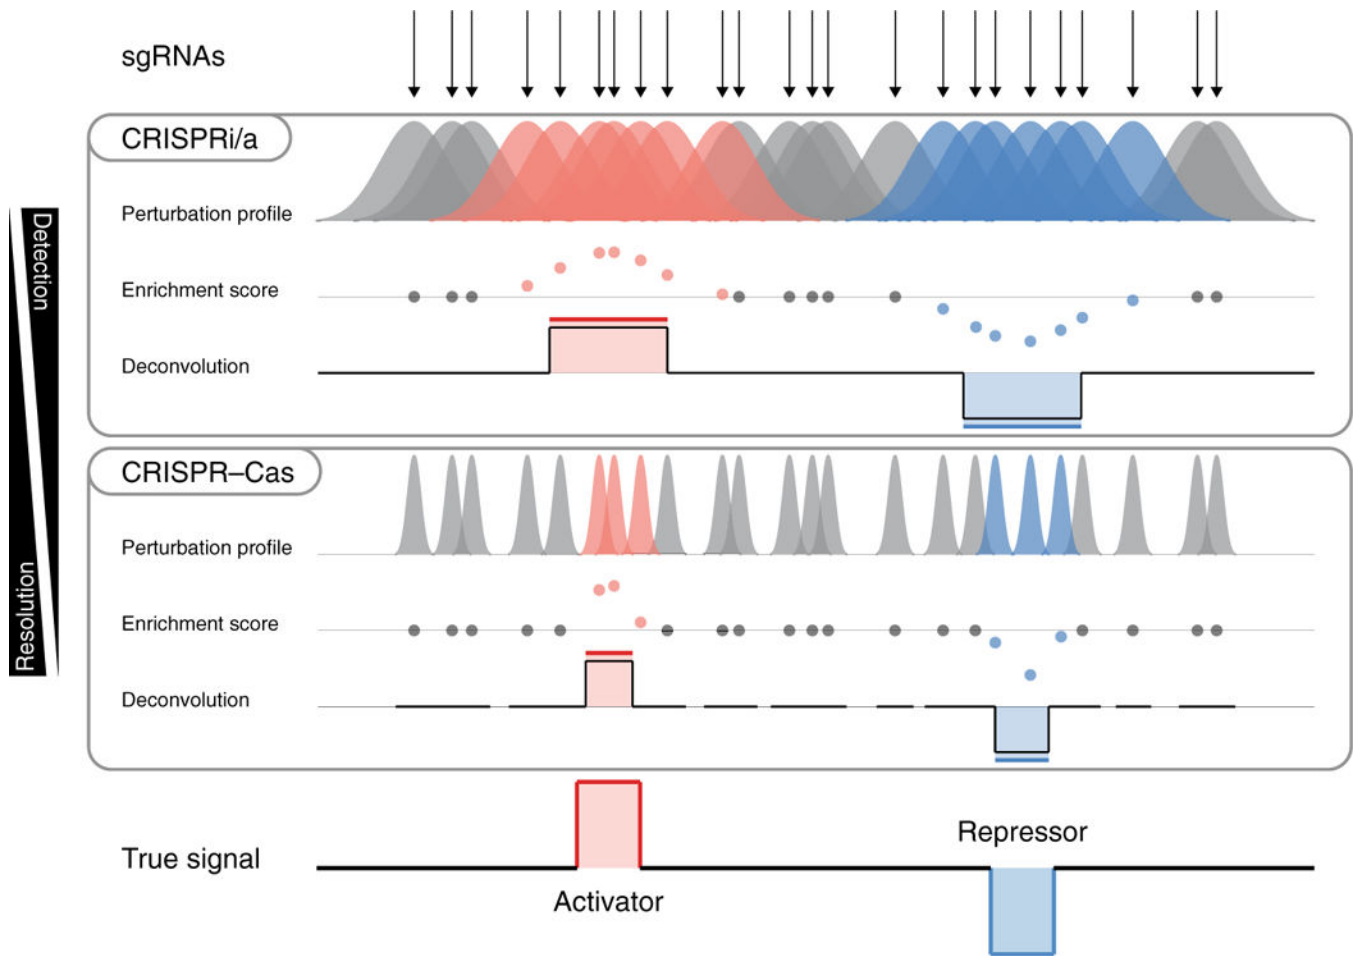 sgRNAs
CRISPRi/a
Perturbation profile
Detection
Enrichment score
Deconvolution
CRISPR–Cas
Perturbation profile
Resolution
Enrichment score
Deconvolution
Repressor
True signal
Activator